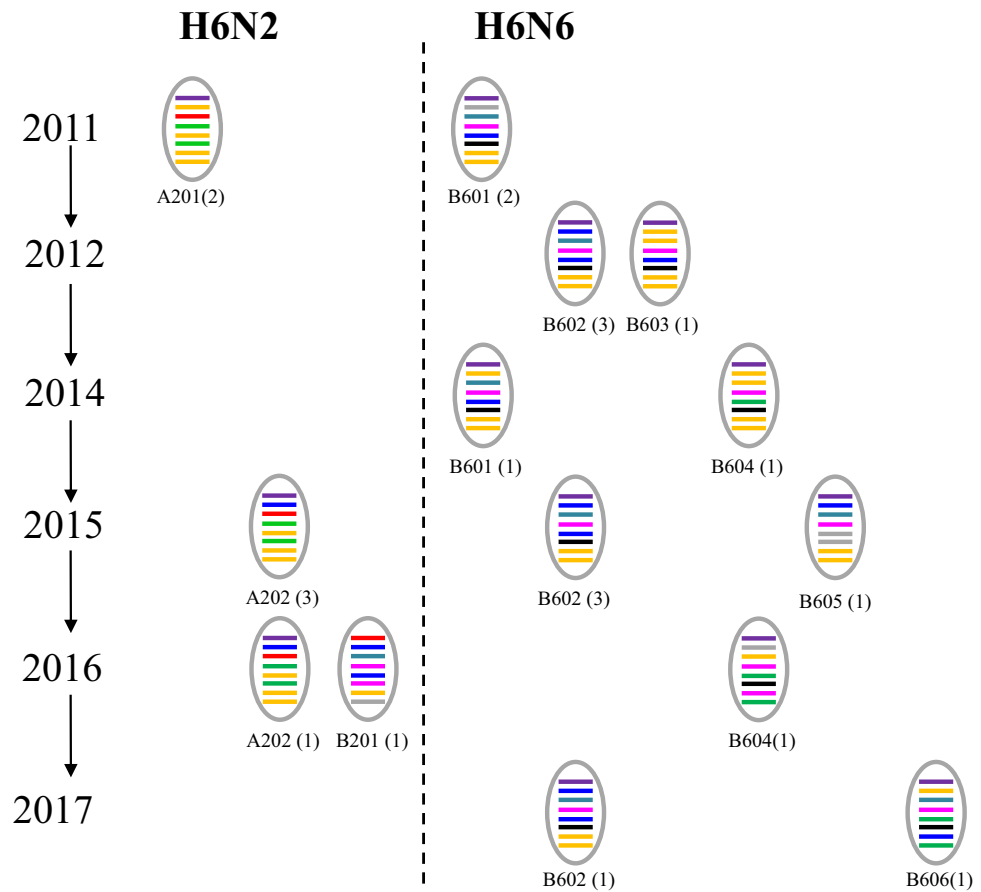 H6N2 H6N6
2011
A201(2) B601 (2)
2012
B602 (3) B603 (1)
2014
B601 (1) B604 (1)
2015
A202 (3) B602 (3) B605 (1)
2016
A202 (1) B201 (1) B604(1)
2017
B602 (1) B606(1)